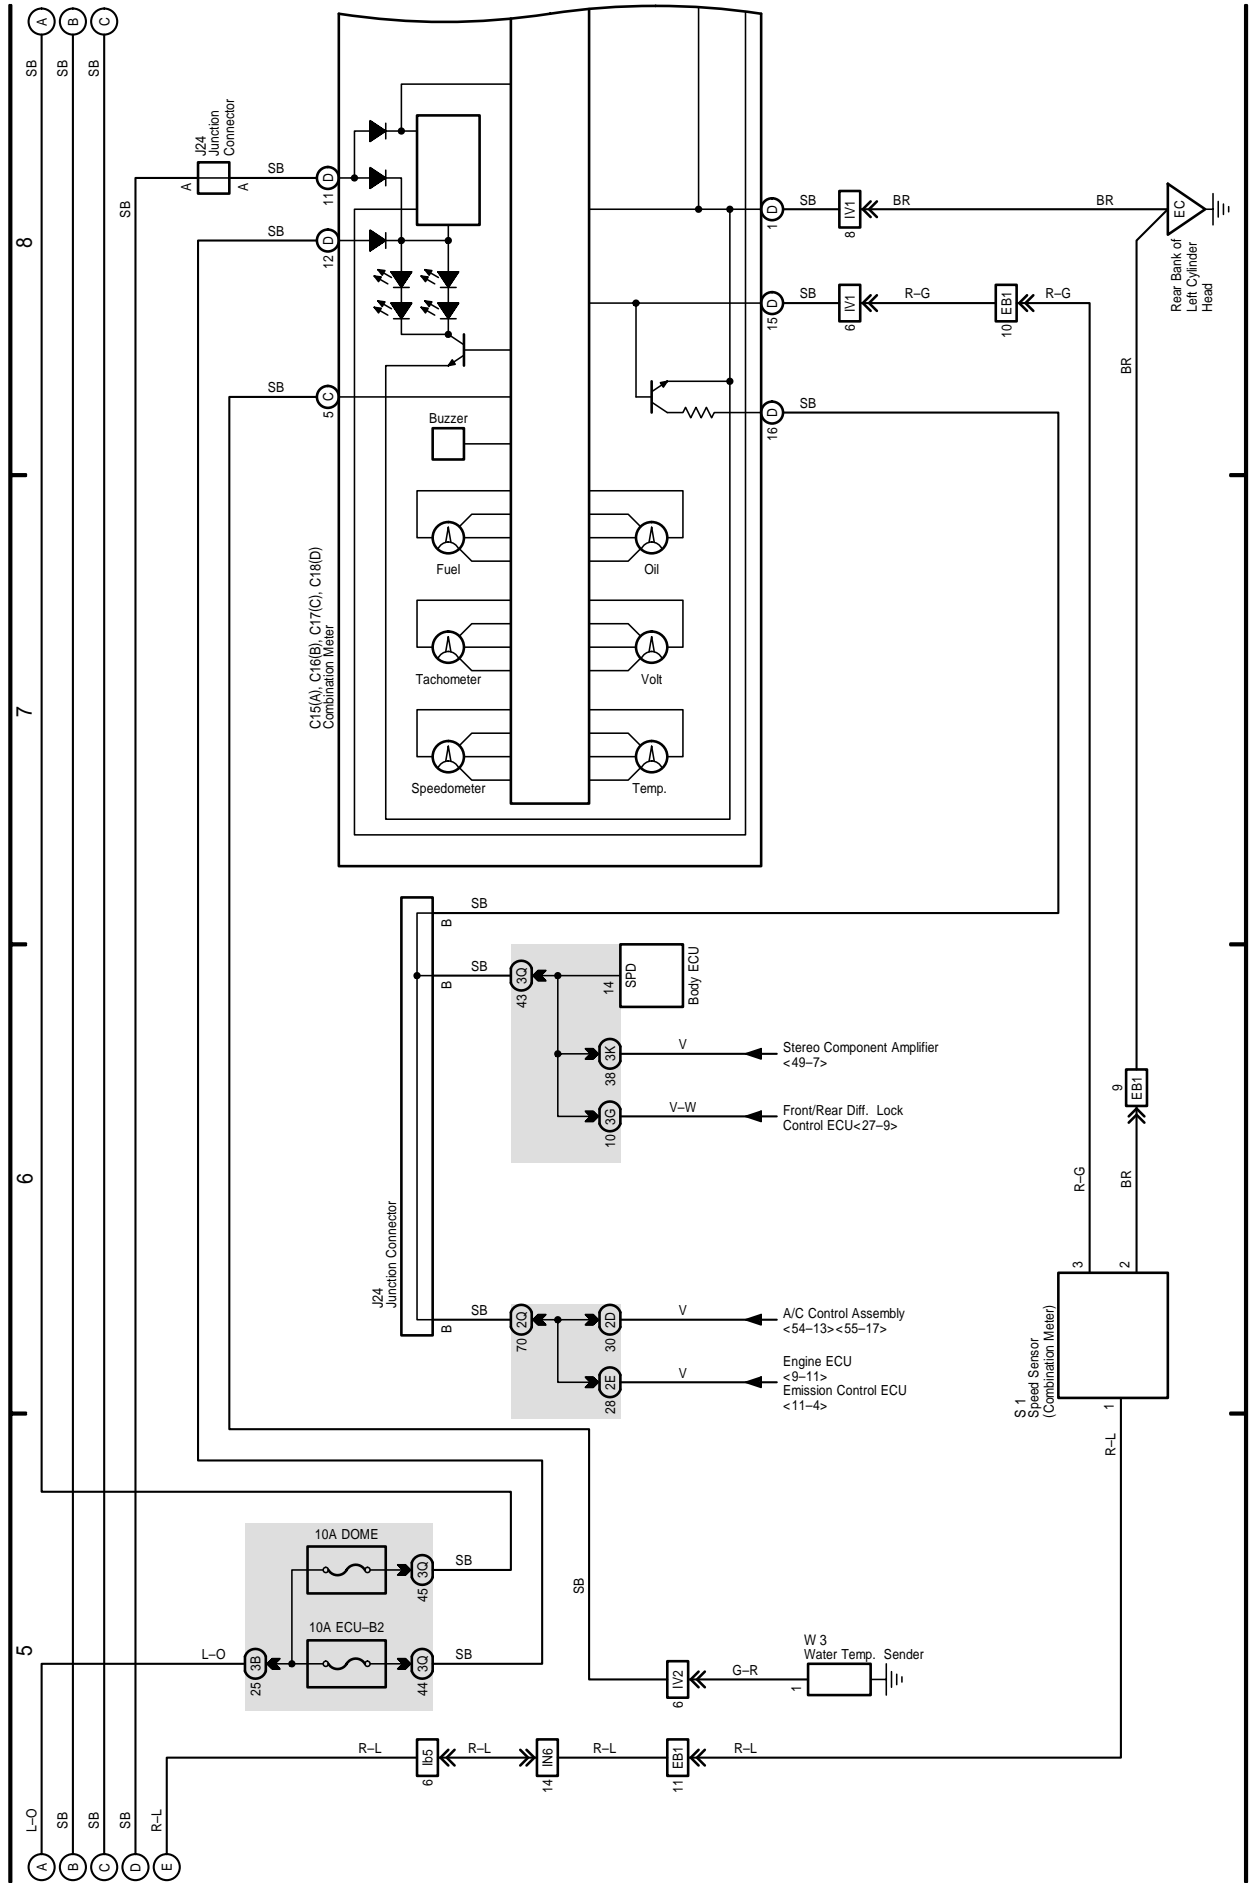 A
B
C
SB
SB
SB
8
J24
Junction
Connector
A
A
SB
SB
11
D
12
D
SB
5
C
Buzzer
1
D
SB
8
IV1
BR
BR
EC
Rear Bank of
Left Cylinder
Head
15
D
SB
6
IV1
R–G
10
EB1
R–G
BR
16
D
SB
Fuel
Oil
C15(A), C16(B), C17(C), C18(D)
Combination Meter
7
Tachometer
Volt
Speedometer
Temp.
B
SB
B
SB
43
3Q
14
SPD
Body ECU
38
3K
V
Stereo Component Amplifier
<49–7>
10
3G
V–W
Front/Rear Diff. Lock
Control ECU<27–9>
9
EB1
6
R–G
BR
J24
Junction Connector
B
SB
70
2Q
30
2D
V
A/C Control Assembly
<54–13><55–17>
28
2E
V
Engine ECU
<9–11>
Emission Control ECU
<11–4>
3
2
S 1
Speed Sensor
(Combination Meter)
1
R–L
10A DOME
45
3Q
SB
SB
5
L–O
25
3B
10A ECU–B2
44
3Q
SB
6
IV2
G–R
1
W 3
Water Temp. Sender
R–L
6
Ib5
R–L
14
IN6
R–L
11
EB1
R–L
L–O
SB
SB
SB
R–L
A
B
C
D
E